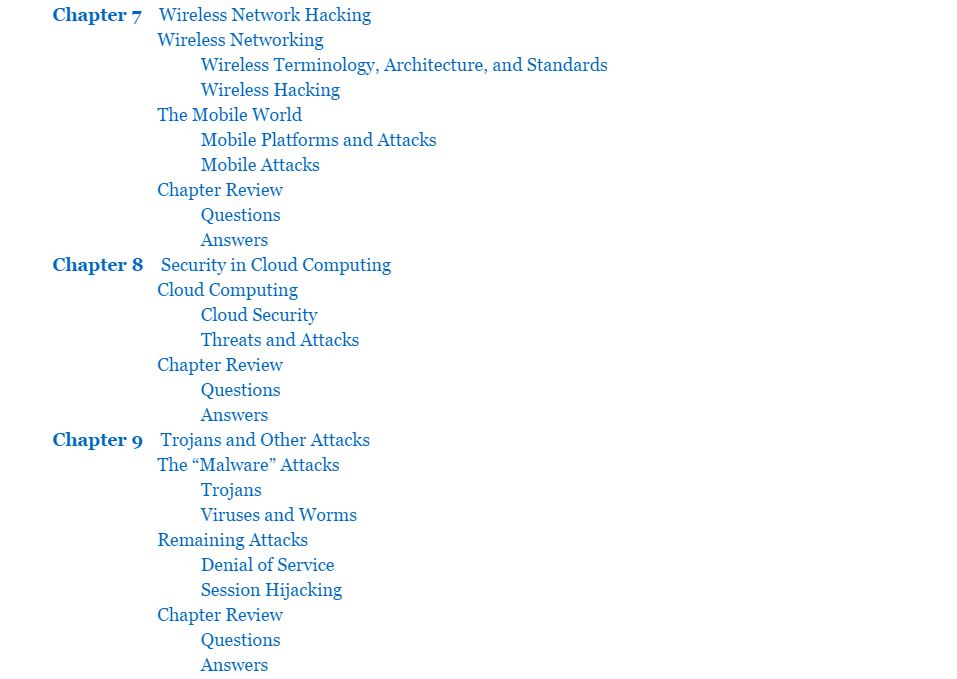 Chapter 7 Wireless Network Hacking
Wireless Networking
Wireless Terminology, Architecture, and Standards
Wireless Hacking
The Mobile World
Mobile Platforms and Attacks
Mobile Attacks
Chapter Review
Questions
Answers
Chapter 8 Security in Cloud Computing
Cloud Computing
Cloud Security
Threats and Attacks
Chapter Review
Questions
Answers
Chapter 9 Trojans and Other Attacks
The “Malware” Attacks
Trojans
Viruses and Worms
Remaining Attacks
Denial of Service
Session Hijacking
Chapter Review
Questions
Answers